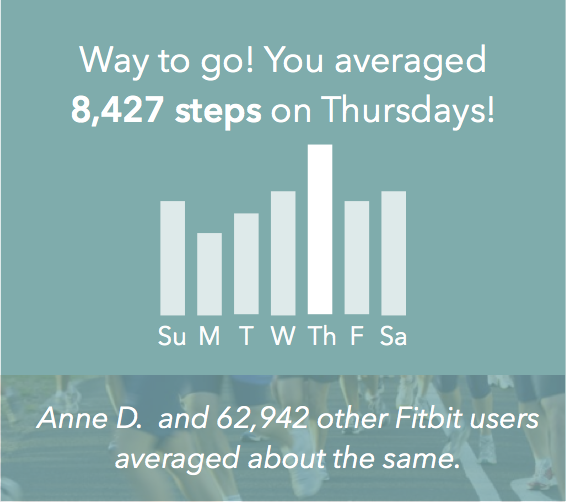 Way to go! You averaged
8,427 steps on Thursdays!
Su M T W Th F Sa
Anne D. and 62,942 other Fitbit users
averaged about the same.